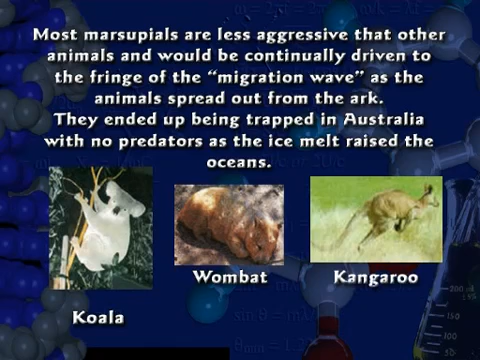 Most marsupials are less aggressive that other
animals and would be continually driven to
the fringe of the “migration wave” as the
animals spread out from the ark.
They ended up being trapped in Australia
with no predators as the ice melt raised the
oceans.
Wombat
Kangaroo
Koala